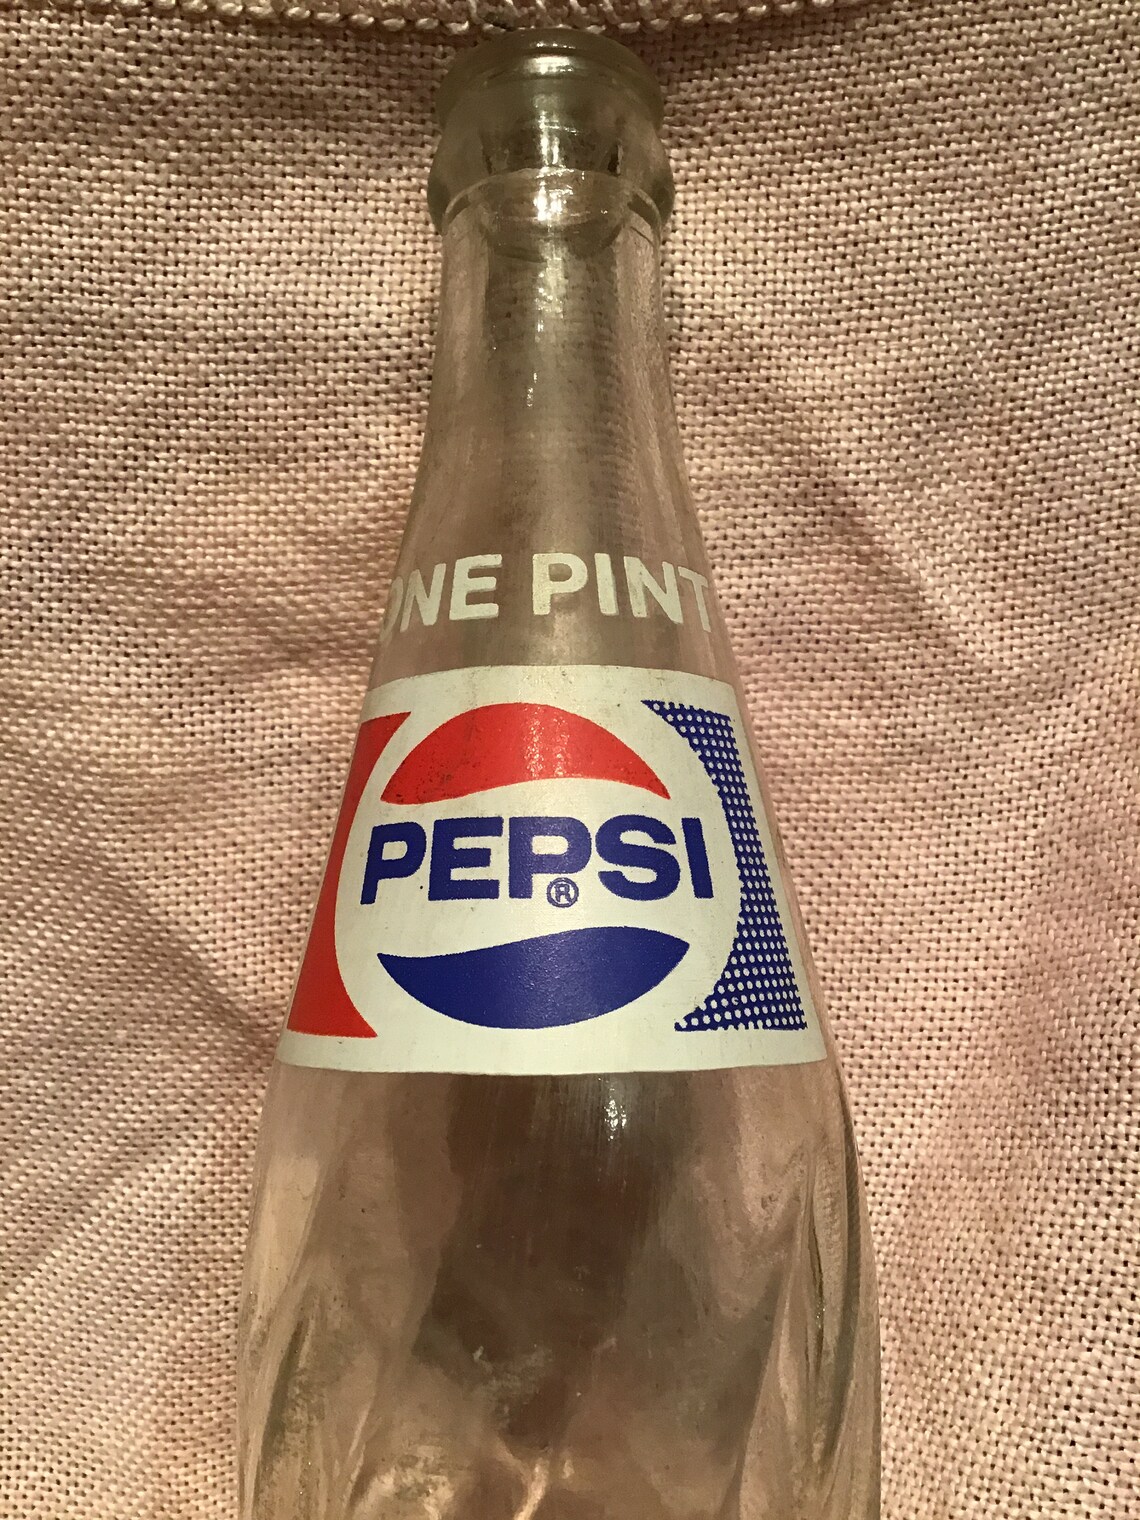 ONE PINT
PEPSI
®